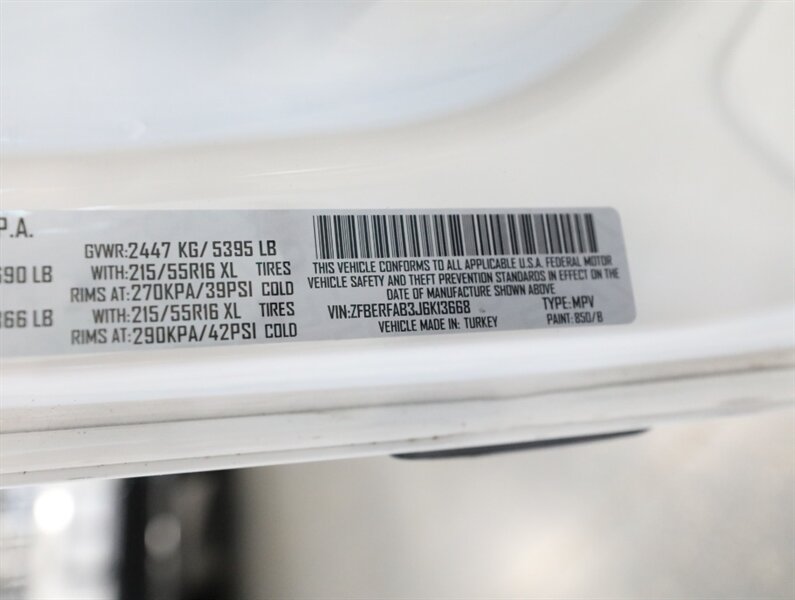 P.A.
GVWR:2447 KG/ 5395 LB
690 LB WITH:215/55R16 XL TIRES
RIMS AT:270KPA/39PSI COLD
866 LB WITH:215/55R16 XL TIRES
RIMS AT:290KPA/42PSI COLD
THIS VEHICLE CONFORMS TO ALL APPLICABLE U.S.A. FEDERAL MOTOR
VEHICLE SAFETY AND THEFT PREVENTION STANDARDS IN EFFECT ON THE
DATE OF MANUFACTURE SHOWN ABOVE
VIN:ZFBERFAB3J6K13668 TYPE:MPV
VEHICLE MADE IN: TURKEY PAINT: 850/B